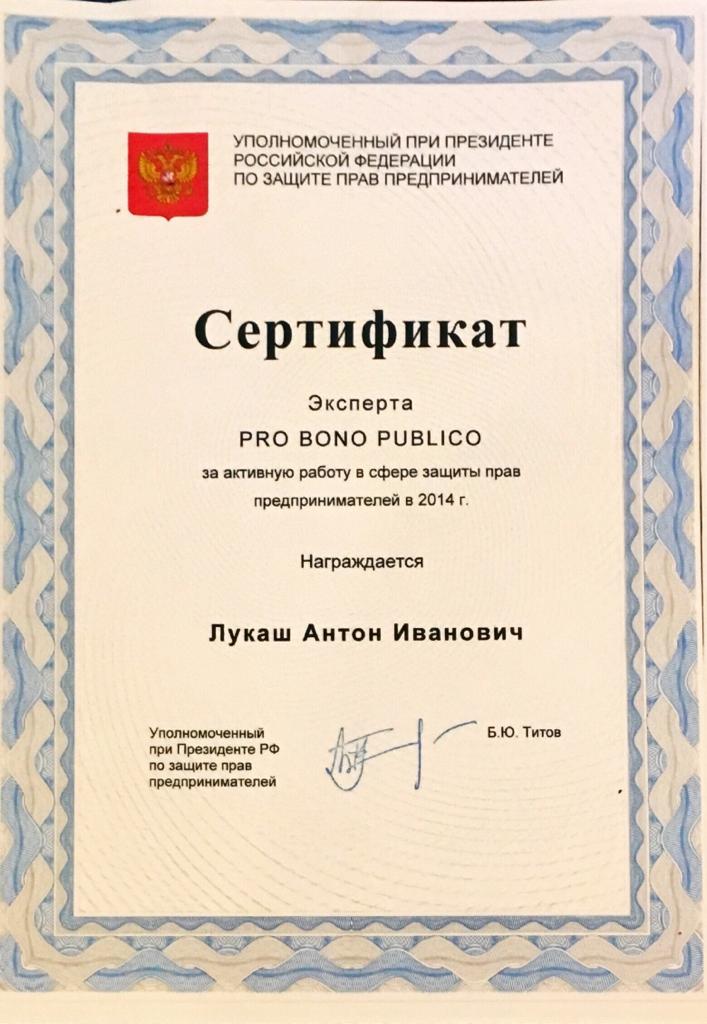 УПОЛНОМОЧЕННЫЙ ПРИ ПРЕЗИДЕНТЕ
РОССИЙСКОЙ ФЕДЕРАЦИИ
ПО ЗАЩИТЕ ПРАВ ПРЕДПРИНИМАТЕЛЕЙ
Сертификат
Эксперта
PRO BONO PUBLICO
за активную работу в сфере защиты прав
предпринимателей в 2014 г.
Награждается
Лукаш Антон Иванович
Уполномоченный
при Президенте РФ
по защите прав
предпринимателей
Б.Ю. Титов